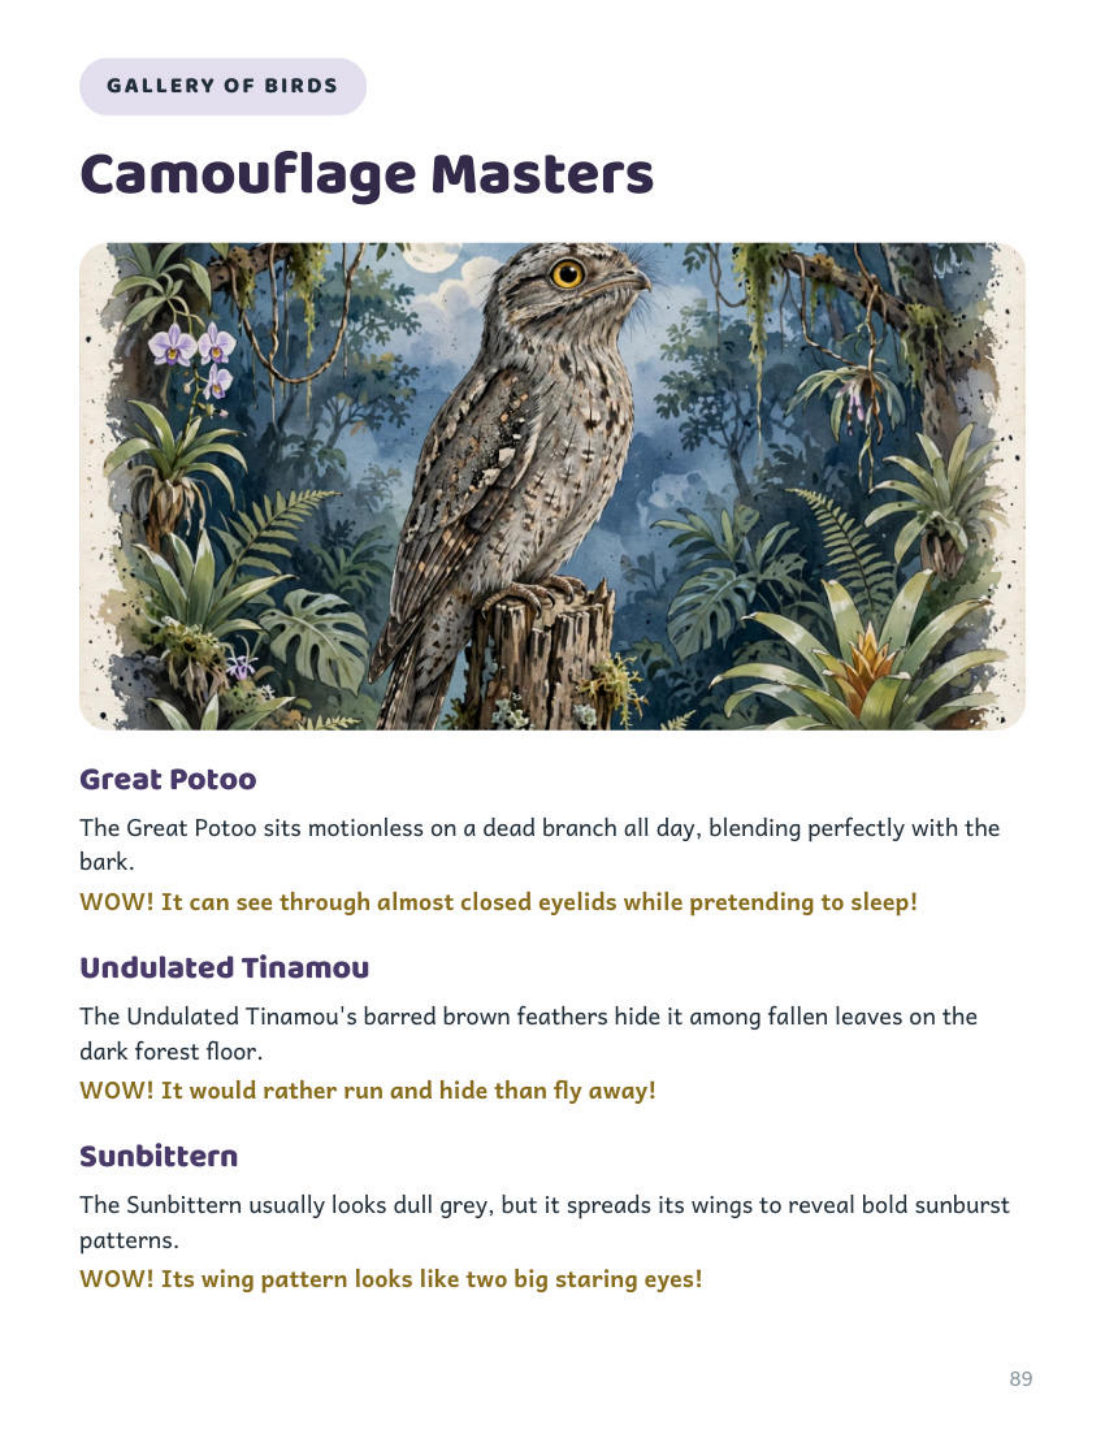 GALLERY OF BIRDS
Camouflage Masters
Great Potoo
The Great Potoo sits motionless on a dead branch all day, blending perfectly with the
bark.
WOW! It can see through almost closed eyelids while pretending to sleep!
Undulated Tinamou
The Undulated Tinamou's barred brown feathers hide it among fallen leaves on the
dark forest floor.
WOW! It would rather run and hide than fly away!
Sunbittern
The Sunbittern usually looks dull grey, but it spreads its wings to reveal bold sunburst
patterns.
WOW! Its wing pattern looks like two big staring eyes!
89